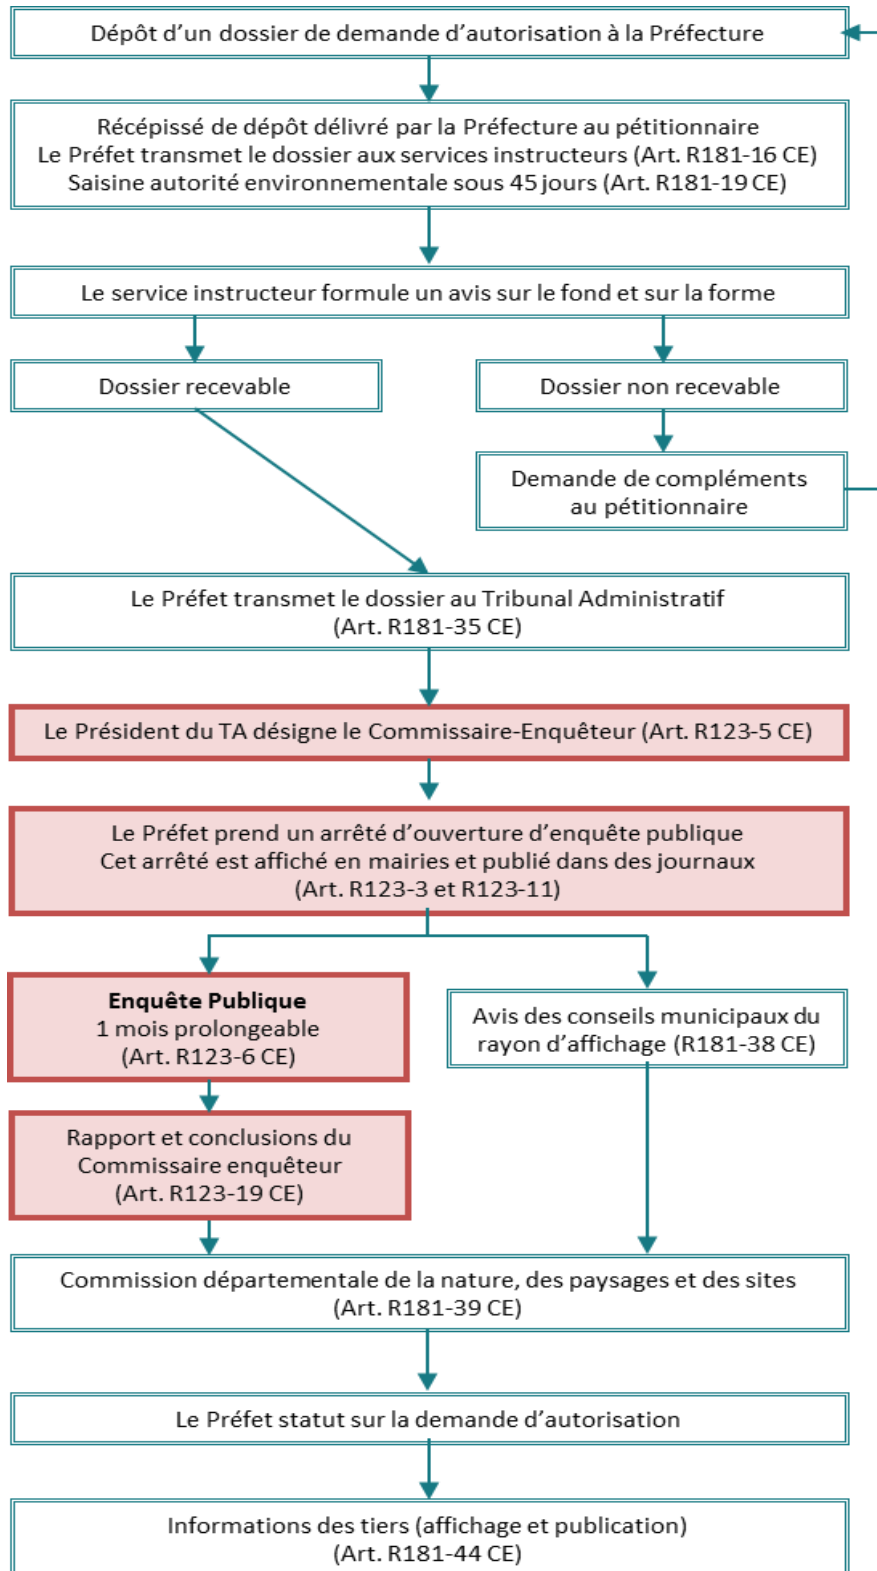 Dépôt d’un dossier de demande d’autorisation à la Préfecture
Récépissé de dépôt délivré par la Préfecture au pétitionnaire
Le Préfet transmet le dossier aux services instructeurs (Art. R181-16 CE)
Saisine autorité environnementale sous 45 jours (Art. R181-19 CE)
Le service instructeur formule un avis sur le fond et sur la forme
Dossier recevable
Dossier non recevable
Demande de compléments
au pétitionnaire
Le Préfet transmet le dossier au Tribunal Administratif
(Art. R181-35 CE)
Le Président du TA désigne le Commissaire-Enquêteur (Art. R123-5 CE)
Le Préfet prend un arrêté d’ouverture d’enquête publique
Cet arrêté est affiché en mairies et publié dans des journaux
(Art. R123-3 et R123-11)
Enquête Publique
1 mois prolongeable
(Art. R123-6 CE)
Avis des conseils municipaux du
rayon d’affichage (R181-38 CE)
Rapport et conclusions du
Commissaire enquêteur
(Art. R123-19 CE)
Commission départementale de la nature, des paysages et des sites
(Art. R181-39 CE)
Le Préfet statut sur la demande d’autorisation
Informations des tiers (affichage et publication)
(Art. R181-44 CE)